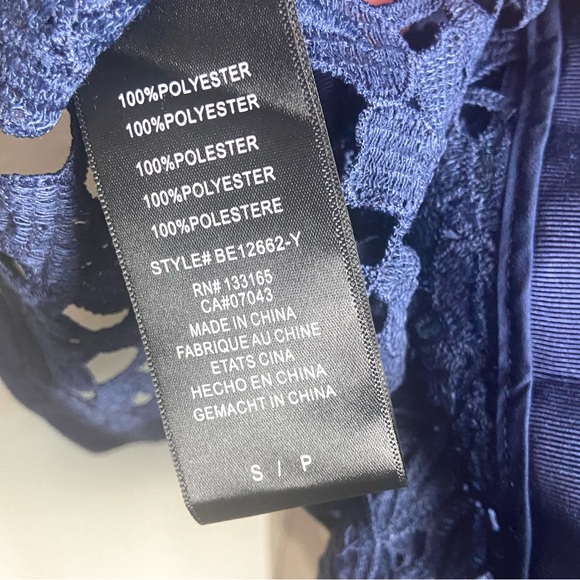 100%POLYESTER
100%POLYESTER
100%POLESTER
100%POLYESTER
100%POLESTERE
STYLE# BE12662-Y
RN# 133165
CA#07043
MADE IN CHINA
FABRIQUE AU CHINE
ETATS CINA
HECHO EN CHINA
GEMACHT IN CHINA
S / P